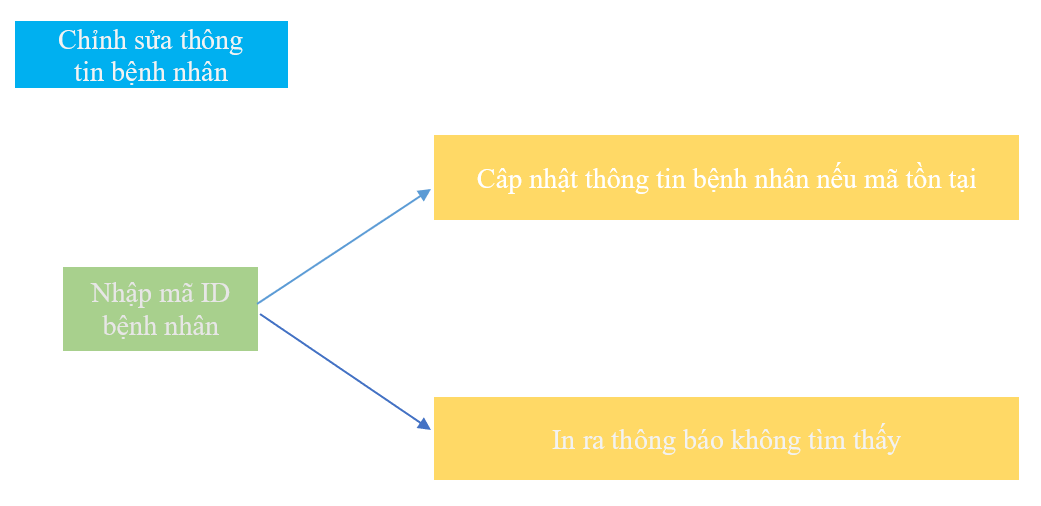 Chỉnh sửa thông
tin bệnh nhân
Câp nhật thông tin bệnh nhân nếu mã tồn tại
Nhập mã ID
bệnh nhân
In ra thông báo không tìm thấy